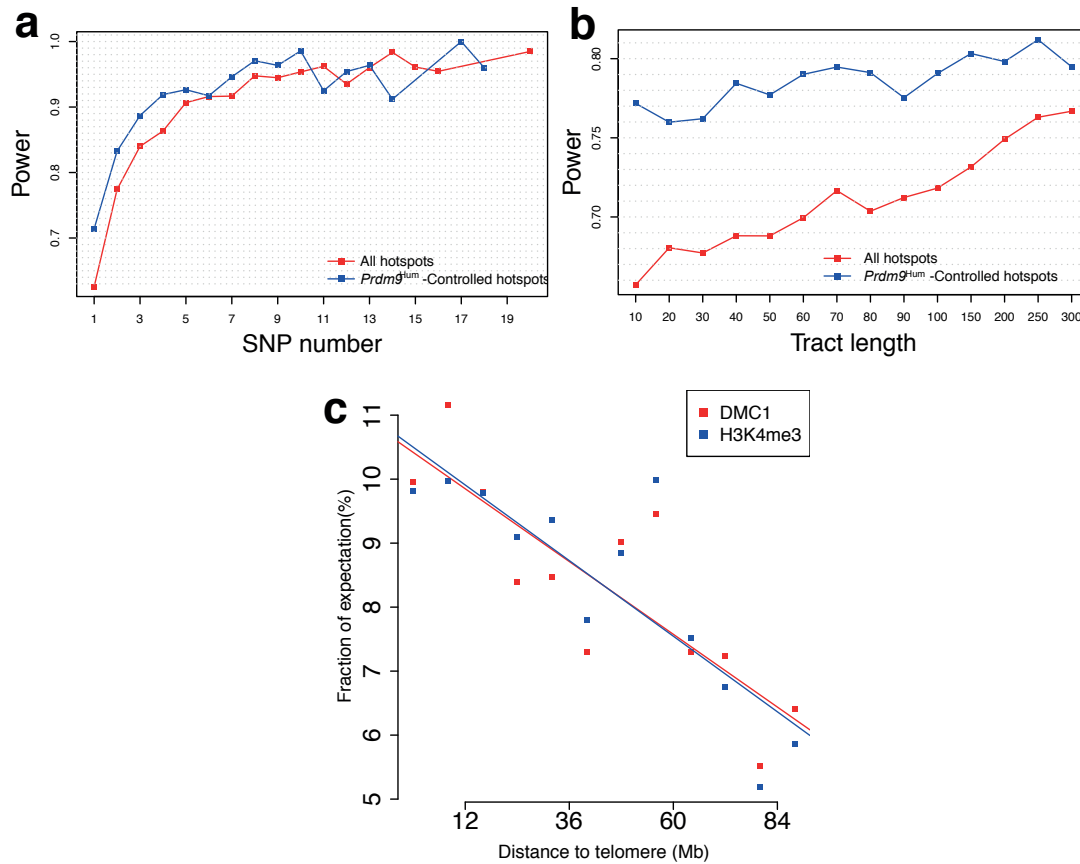 a
Power
1.0
0.9
0.8
0.7
All hotspots
Prdm9Hum -Controlled hotspots
1 3 5 7 9 11 13 15 17 19
SNP number
b
Power
0.80
0.75
0.70
All hotspots
Prdm9Hum -Controlled hotspots
10 20 30 40 50 60 70 80 90 100 150 200 250 300
Tract length
c
DMC1
H3K4me3
Fraction of expectation(%)
11
10
9
8
7
6
5
12 36 60 84
Distance to telomere (Mb)